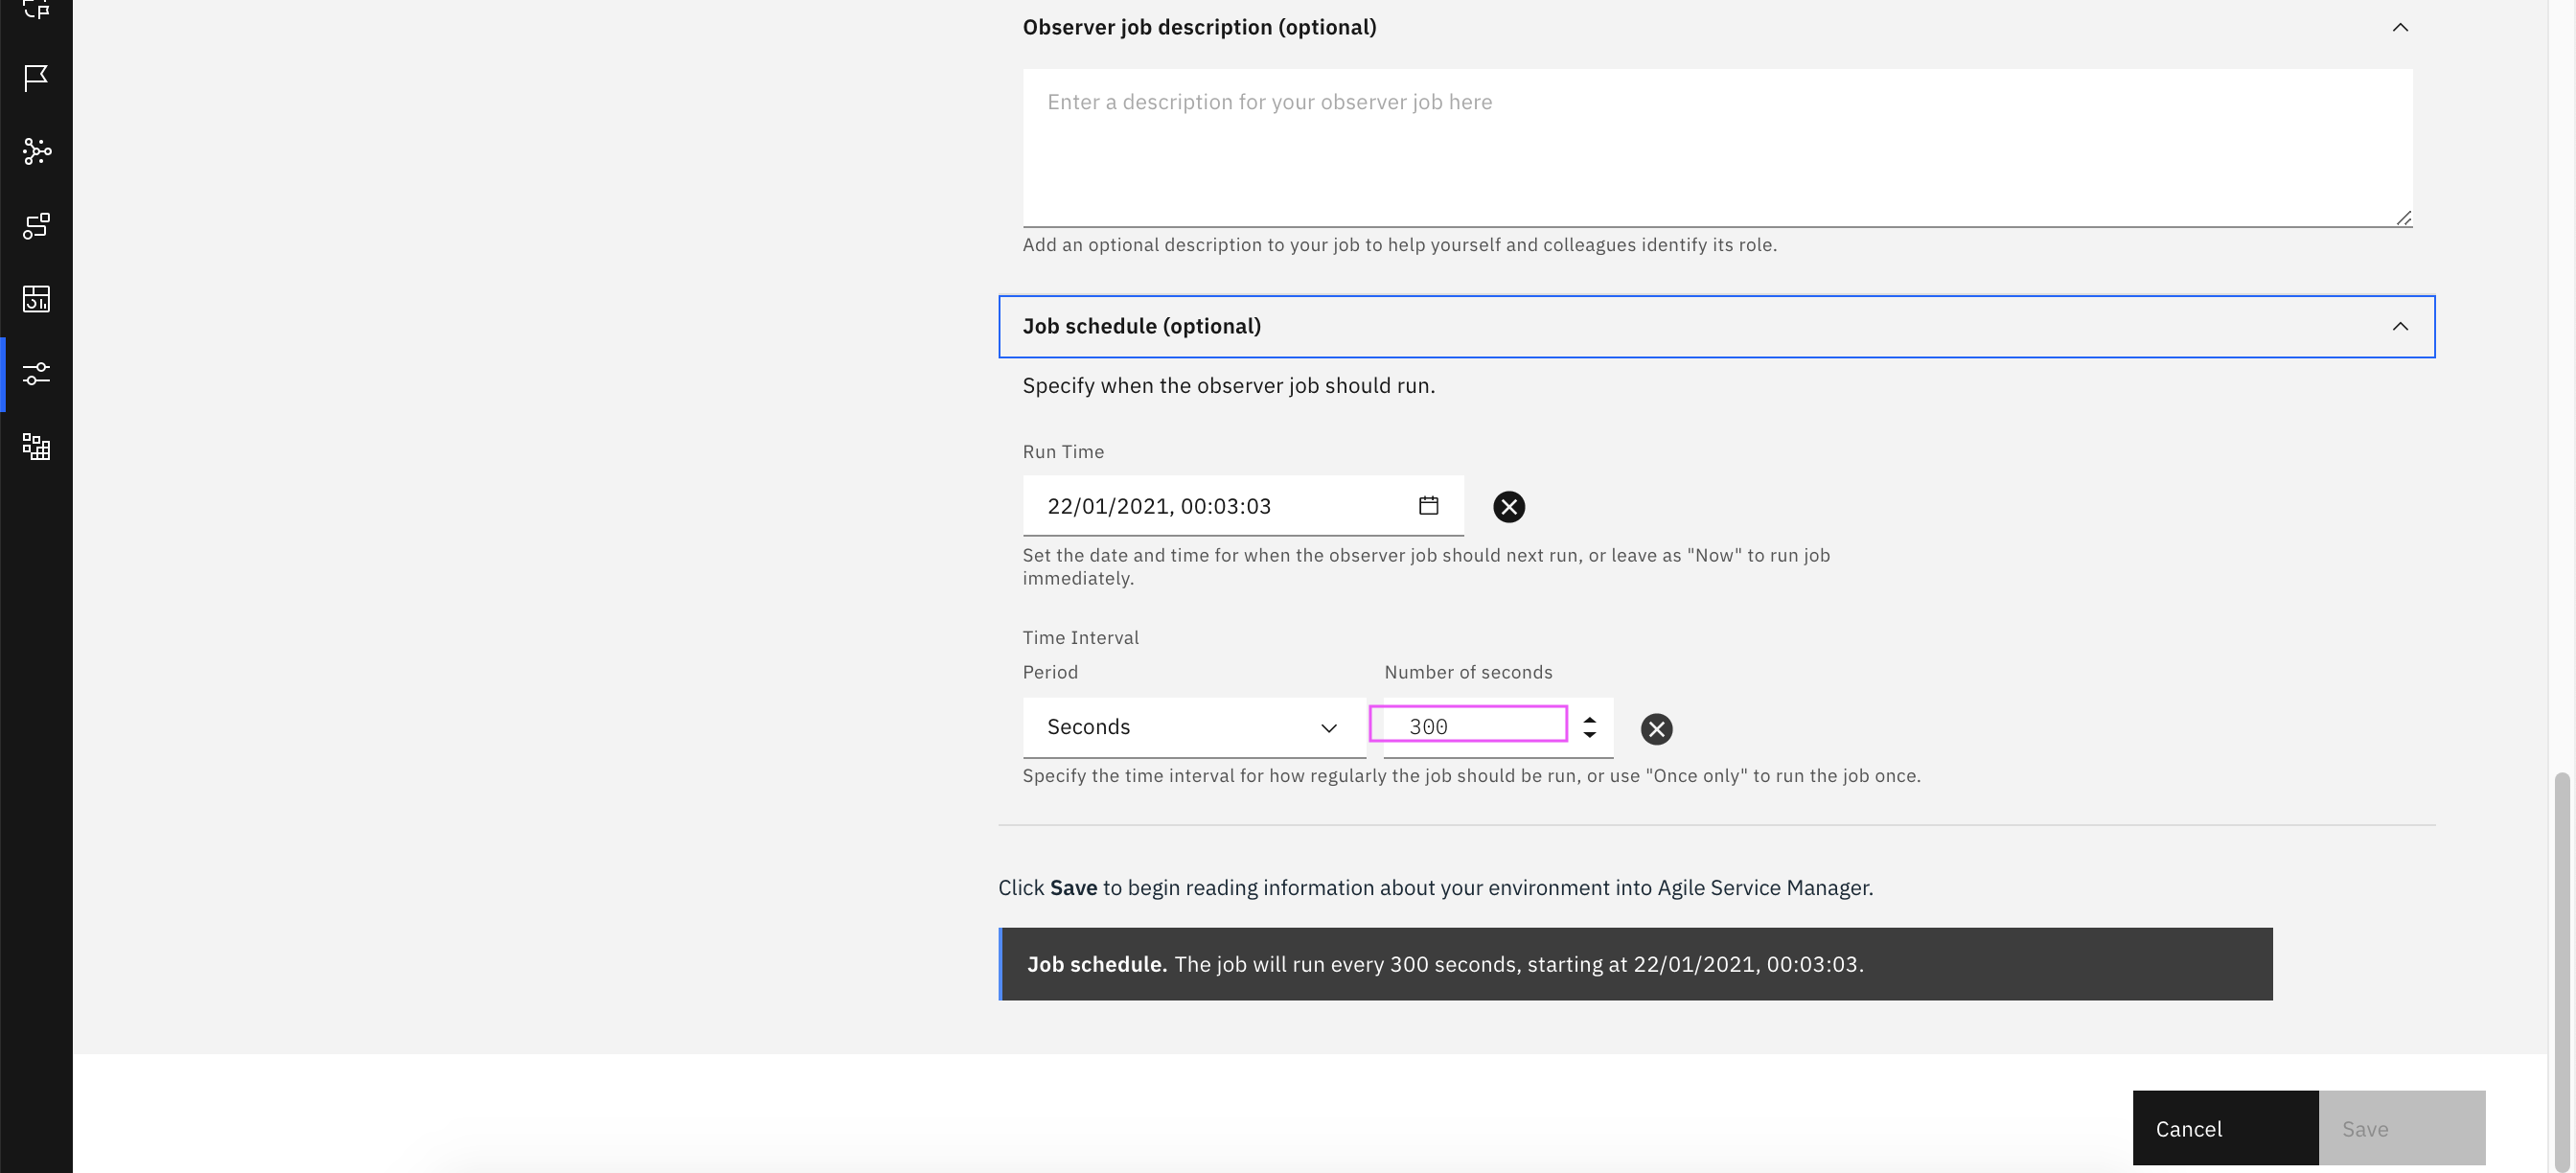 Observer job description (optional)
Enter a description for your observer job here
Add an optional description to your job to help yourself and colleagues identify its role.
Job schedule (optional)
Specify when the observer job should run.
Run Time
22/01/2021, 00:03:03
Set the date and time for when the observer job should next run, or leave as "Now" to run job
immediately.
Time Interval
Period Number of seconds
Seconds 300
Specify the time interval for how regularly the job should be run, or use "Once only" to run the job once.
Click Save to begin reading information about your environment into Agile Service Manager.
Job schedule. The job will run every 300 seconds, starting at 22/01/2021, 00:03:03.
Cancel Save